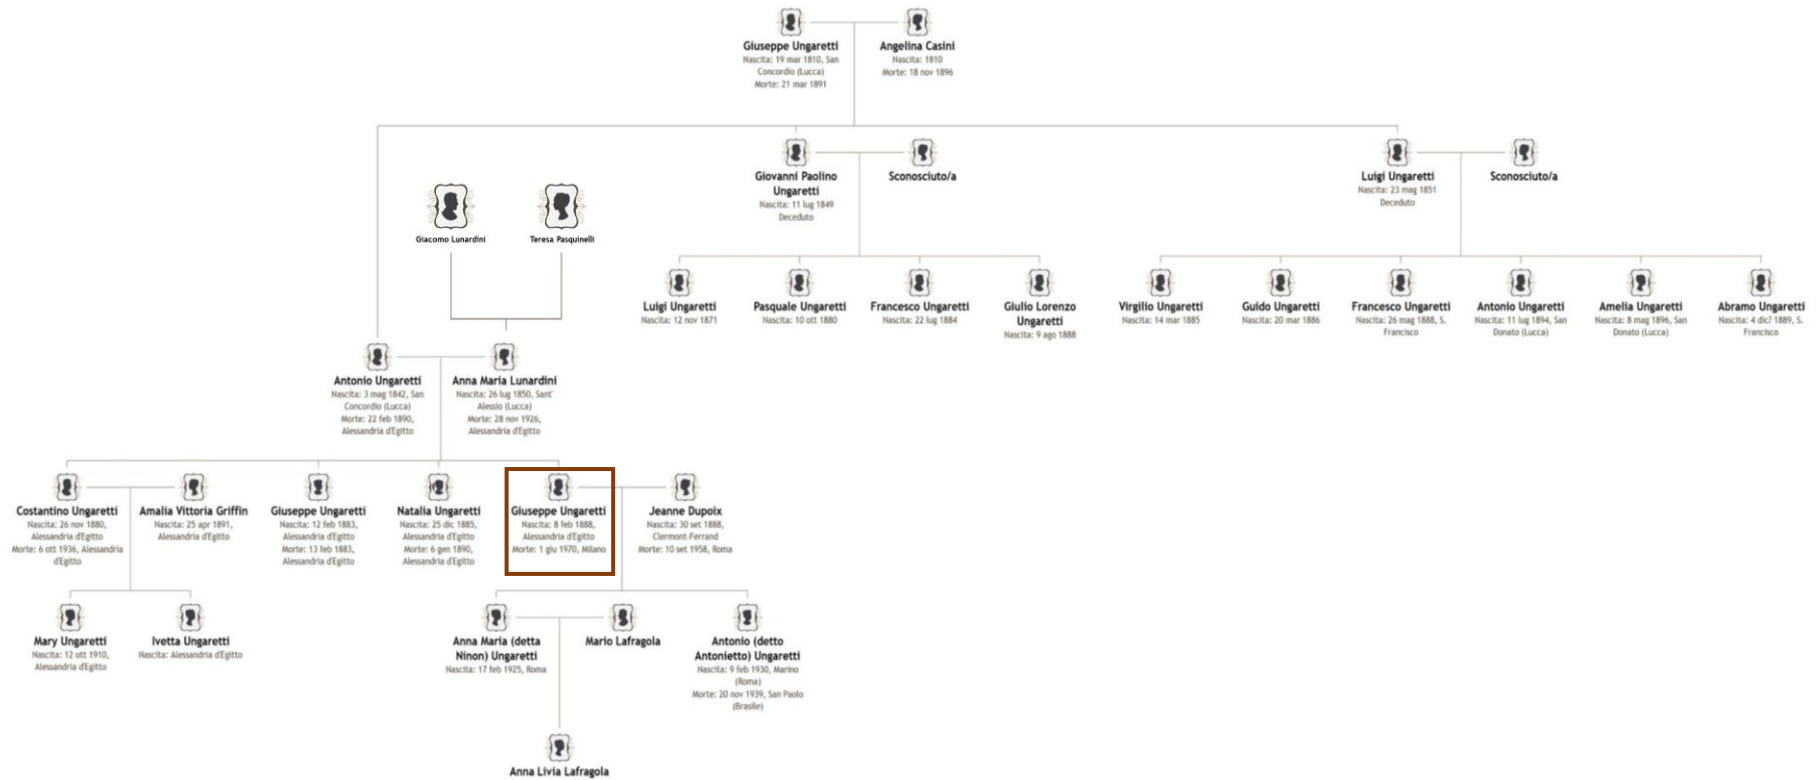 Giuseppe Ungaretti
Nascita: 19 mar 1810, San
Concordio (Lucca)
Morte: 21 mar 1891
Angelina Casini
Nascita: 1810
Morte: 18 nov 1896
Giovanni Paolino
Ungaretti
Nascita: 11 lug 1849
Deceduto
Sconosciuto/a
Luigi Ungaretti
Nascita: 23 mag 1851
Deceduto
Sconosciuto/a
Giacomo Lunardini
Teresa Pasquinelli
Luigi Ungaretti
Nascita: 12 nov 1871
Pasquale Ungaretti
Nascita: 10 ott 1880
Francesco Ungaretti
Nascita: 22 lug 1884
Giulio Lorenzo
Ungaretti
Nascita: 9 ago 1888
Virgilio Ungaretti
Nascita: 14 mar 1885
Guido Ungaretti
Nascita: 20 mar 1886
Francesco Ungaretti
Nascita: 26 mag 1888, S.
Francisco
Antonio Ungaretti
Nascita: 11 lug 1894, San
Donato (Lucca)
Amelia Ungaretti
Nascita: 8 mag 1896, San
Donato (Lucca)
Abramo Ungaretti
Nascita: 4 dic? 1889, S.
Francisco
Antonio Ungaretti
Nascita: 3 mag 1842, San
Concordio (Lucca)
Morte: 22 feb 1890,
Alessandria d'Egitto
Anna Maria Lunardini
Nascita: 26 lug 1850, Sant'
Alessio (Lucca)
Morte: 28 nov 1926,
Alessandria d'Egitto
Costantino Ungaretti
Nascita: 26 nov 1880,
Alessandria d'Egitto
Morte: 6 ott 1936, Alessandria
d'Egitto
Amalia Vittoria Griffin
Nascita: 25 apr 1891,
Alessandria d'Egitto
Giuseppe Ungaretti
Nascita: 12 feb 1883,
Alessandria d'Egitto
Morte: 13 feb 1883,
Alessandria d'Egitto
Natalia Ungaretti
Nascita: 25 dic 1885,
Alessandria d'Egitto
Morte: 6 gen 1890,
Alessandria d'Egitto
Giuseppe Ungaretti
Nascita: 8 feb 1888,
Alessandria d'Egitto
Morte: 1 giu 1970, Milano
Jeanne Dupoix
Nascita: 30 set 1888,
Clermont-Ferrand
Morte: 10 set 1958, Roma
Mary Ungaretti
Nascita: 12 ott 1910,
Alessandria d'Egitto
Ivetta Ungaretti
Nascita: Alessandria d'Egitto
Anna Maria (detta
Ninon) Ungaretti
Nascita: 17 feb 1925, Roma
Mario Lafragola
Antonio (detto
Antonietto) Ungaretti
Nascita: 9 feb 1930, Marino
(Roma)
Morte: 20 nov 1939, San Paolo
(Brasile)
Anna Livia Lafragola